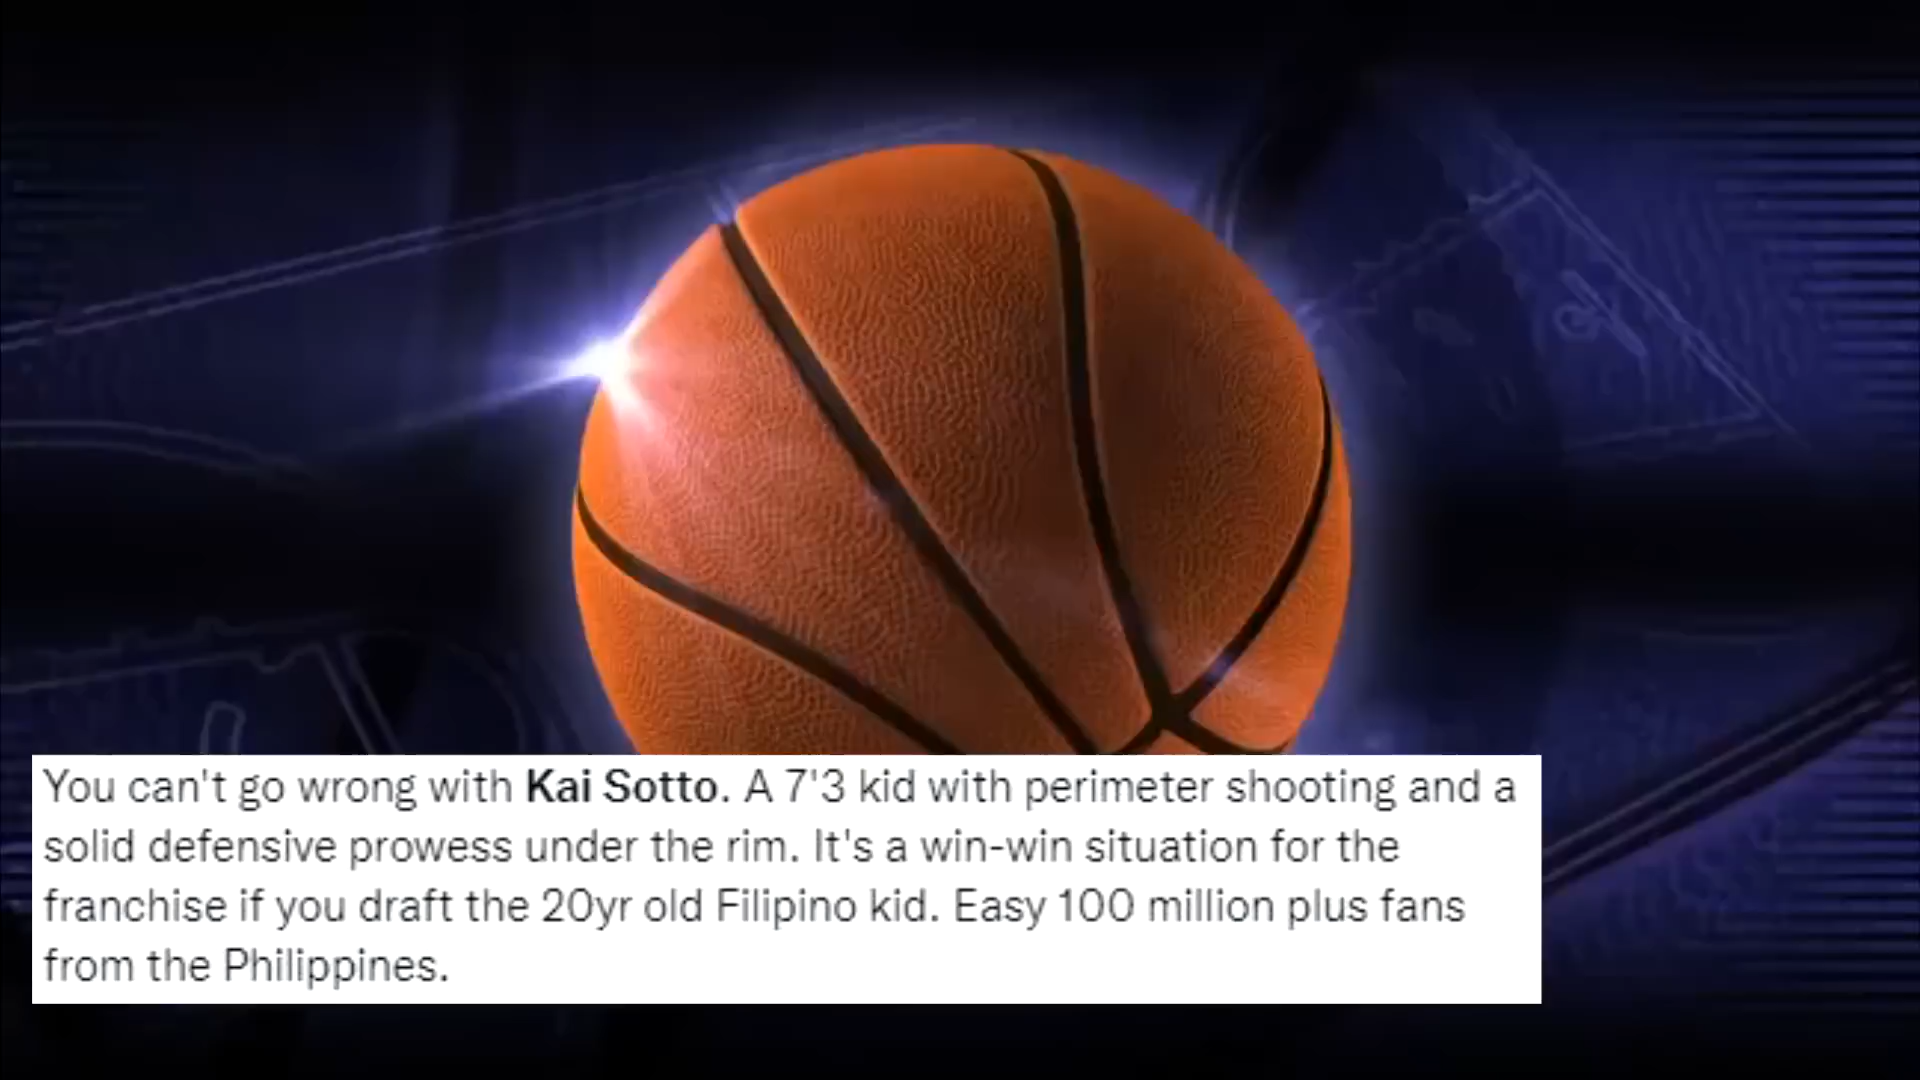 You can't go wrong with Kai Sotto. A 7'3 kid with perimeter shooting and a
solid defensive prowess under the rim. It's a win-win situation for the
franchise if you draft the 20yr old Filipino kid. Easy 100 million plus fans
from the Philippines.